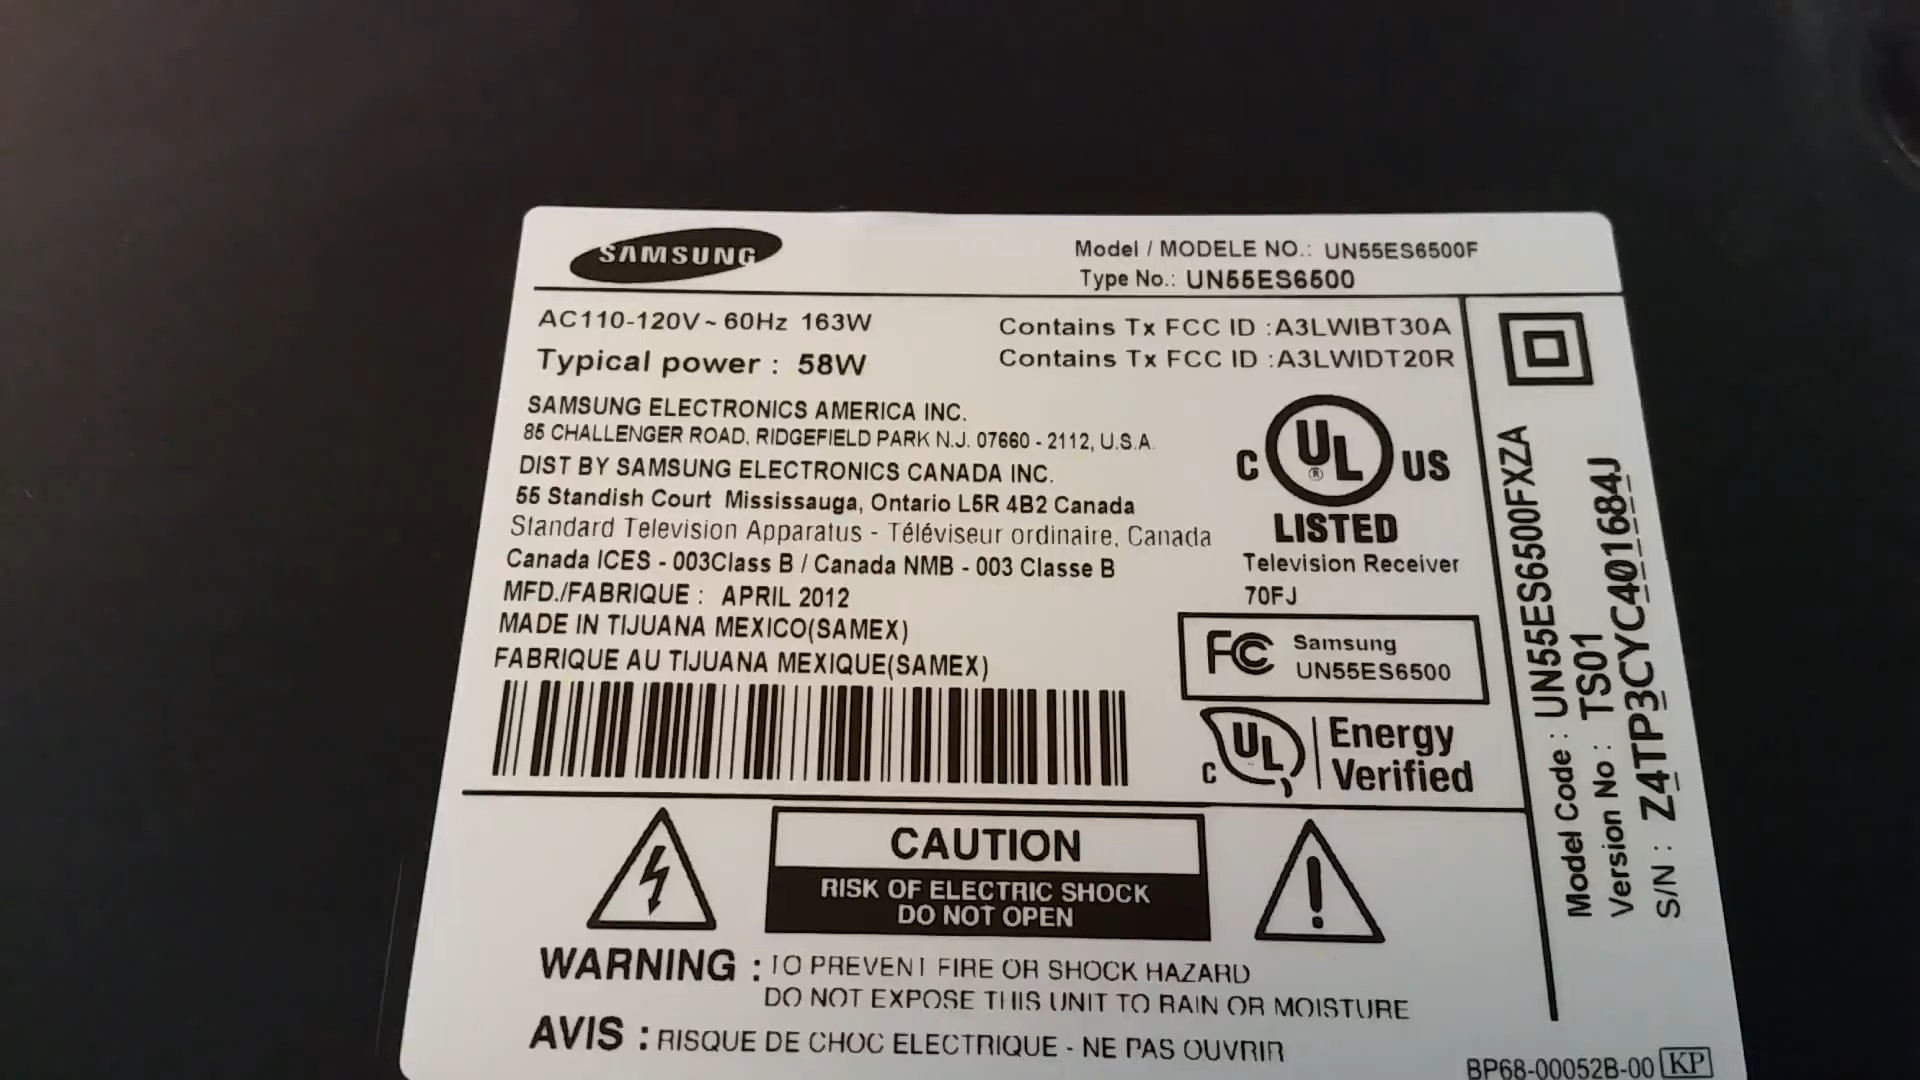 SAMSUNG
Model / MODELE NO.: UN55ES6500F
Type No.: UN55ES6500
AC110-120V~60Hz 163W
Typical power : 58W
Contains Tx FCC ID :A3LWIBT30A
Contains Tx FCC ID :A3LWIDT20R
SAMSUNG ELECTRONICS AMERICA INC.
85 CHALLENGER ROAD, RIDGEFIELD PARK N.J. 07660 - 2112, U.S.A.
DIST BY SAMSUNG ELECTRONICS CANADA INC.
55 Standish Court Mississauga, Ontario L5R 4B2 Canada
Standard Television Apparatus - Téléviseur ordinaire, Canada
Canada ICES - 003Class B / Canada NMB - 003 Classe B
MFD./FABRIQUE : APRIL 2012
MADE IN TIJUANA MEXICO(SAMEX)
FABRIQUE AU TIJUANA MEXIQUE(SAMEX)
C UL ® US
LISTED
Television Receiver
70FJ
FC Samsung
UN55ES6500
C UL Energy
Verified
Model Code : UN55ES6500FXZA
Version No : TS01
S/N : Z4TP3CYC401684J
CAUTION
RISK OF ELECTRIC SHOCK
DO NOT OPEN
WARNING : TO PREVENT FIRE OR SHOCK HAZARD
DO NOT EXPOSE THIS UNIT TO RAIN OR MOISTURE
AVIS : RISQUE DE CHOC ELECTRIQUE - NE PAS OUVRIR
BP68-00052B-00 KP